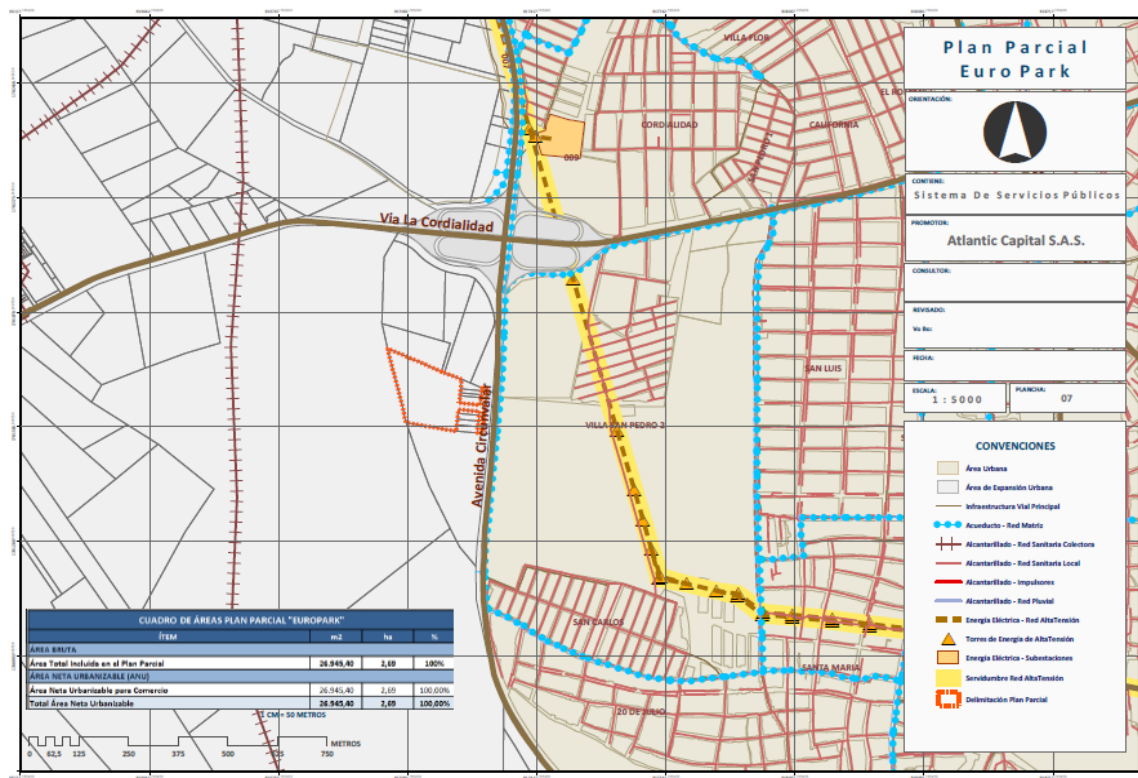 VILLA FLOR
007
CORDIALIDAD
CALIFORNIA
009
Via La Cordialidad
Avenida Circunvalar
SAN LUIS
VILLA SAN PEDRO 2
SAN CARLOS
SANTA MARIA
20 DE JULIO
Plan Parcial
Euro Park
ORIENTACIÓN:
CONTIENE:
Sistema De Servicios Públicos
PROMOTOR:
Atlantic Capital S.A.S.
CONSULTOR:
REVISADO:
Vo Bo:
FECHA:
ESCALA:
1 : 5000
PLANCHA:
07
CONVENCIONES
Área Urbana
Área de Expansión Urbana
Infraestructura Vial Principal
Acueducto - Red Matriz
Alcantarillado - Red Sanitaria Colectora
Alcantarillado - Red Sanitaria Local
Alcantarillado - Impulsores
Alcantarillado - Red Pluvial
Energía Eléctrica - Red AltaTensión
Torres de Energía de AltaTensión
Energía Eléctrica - Subestaciones
Servidumbre Red AltaTensión
Delimitación Plan Parcial
CUADRO DE ÁREAS PLAN PARCIAL "EUROPARK"
ÍTEM m2 ha %
ÁREA BRUTA
Área Total Incluida en el Plan Parcial 26.945,40 2,69 100%
ÁREA NETA URBANIZABLE (ANU)
Área Neta Urbanizable para Comercio 26.945,40 2,69 100,00%
Total Área Neta Urbanizable 26.945,40 2,69 100,00%
1 CM = 50 METROS
METROS
0 62,5 125 250 375 500 625 750